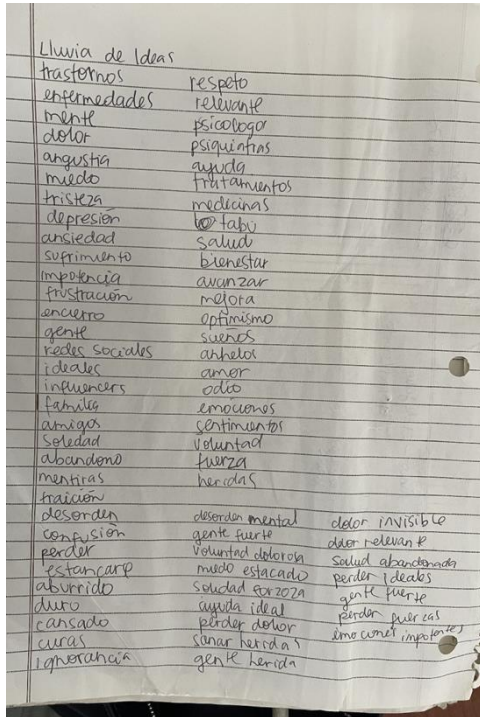 Lluvia de Ideas
trastornos respeto
enfermedades relevante
mente psicologos
dolor psiquiatras
angustia ayuda
miedo tratamientos
tristeza medicinas
depresión tabú
ansiedad salud
sufrimiento bienestar
impotencia avanzar
frustración mejora
encierro optimismo
gente sueños
redes sociales anhelos
ideales amor
influencers odio
familia emociones
amigos sentimientos
soledad voluntad
abandono fuerza
mentiras heridas
traición
desorden desorden mental dolor invisible
confusión gente fuerte dolor relevante
perder voluntad dolorosa salud abandonada
estancarse miedo estacado perder ideales
aburrido soledad gente fuerte
duro ayuda ideal perder fuerzas
cansado perder dolor emociones impotentes
curas sanar heridas
ignorancia gente herida